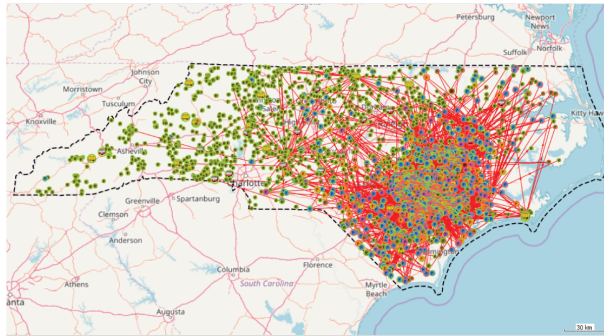 Petersburg
Newport
News
Suffolk
Norfolk
Johnson
City
Morristown
Tusculum
Knoxville
Kitty Haw
Asheville
Charlotte
Greenville
Spartanburg
Clemson
Anderson
Columbia
Florence
South Carolina
Myrtle
Beach
Athens
anta
Augusta
30 km